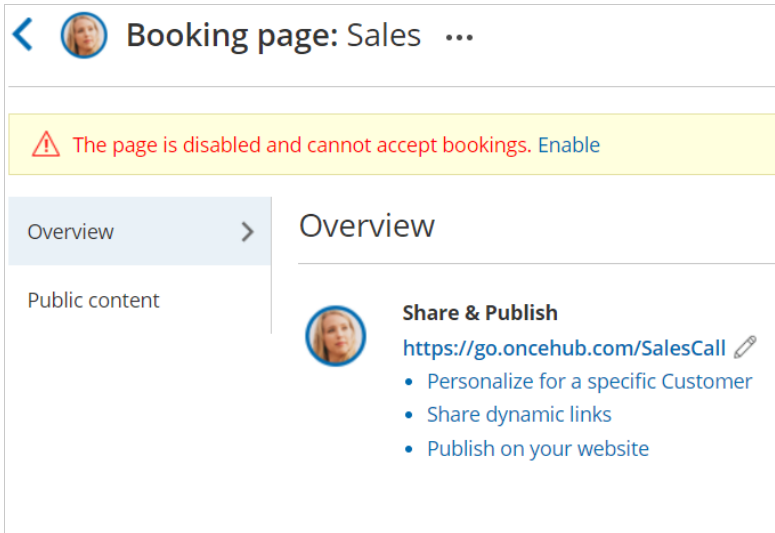 Booking page: Sales
The page is disabled and cannot accept bookings. Enable
Overview
Public content
Overview
Share & Publish
https://go.oncehub.com/SalesCall
Personalize for a specific Customer
Share dynamic links
Publish on your website